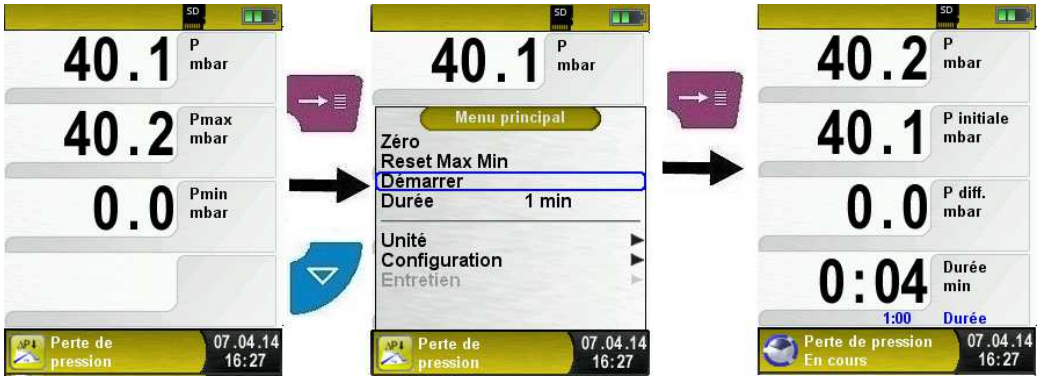 SD
40.1 P
mbar
40.2 Pmax
mbar
0.0 Pmin
mbar
Perte de
pression
07.04.14
16:27
SD
40.1 P
mbar
Menu principal
Zéro
Reset Max Min
Démarrer
Durée 1 min
Unité
Configuration
Entretien
ΔP↓ Perte de
pression
07.04.14
16:27
SD
40.2 P
mbar
40.1 P initiale
mbar
0.0 P diff.
mbar
0:04 Durée
min
1:00 Durée
Perte de pression
En cours
07.04.14
16:27